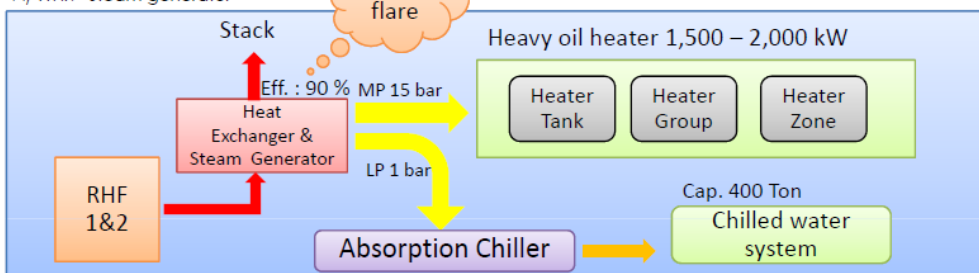 steam generator
flare
Stack
Heavy oil heater 1,500 – 2,000 kW
Eff. : 90 %
MP 15 bar
Heat
Exchanger &
Steam Generator
Heater
Tank
Heater
Group
Heater
Zone
LP 1 bar
RHF
1&2
Cap. 400 Ton
Absorption Chiller
Chilled water
system